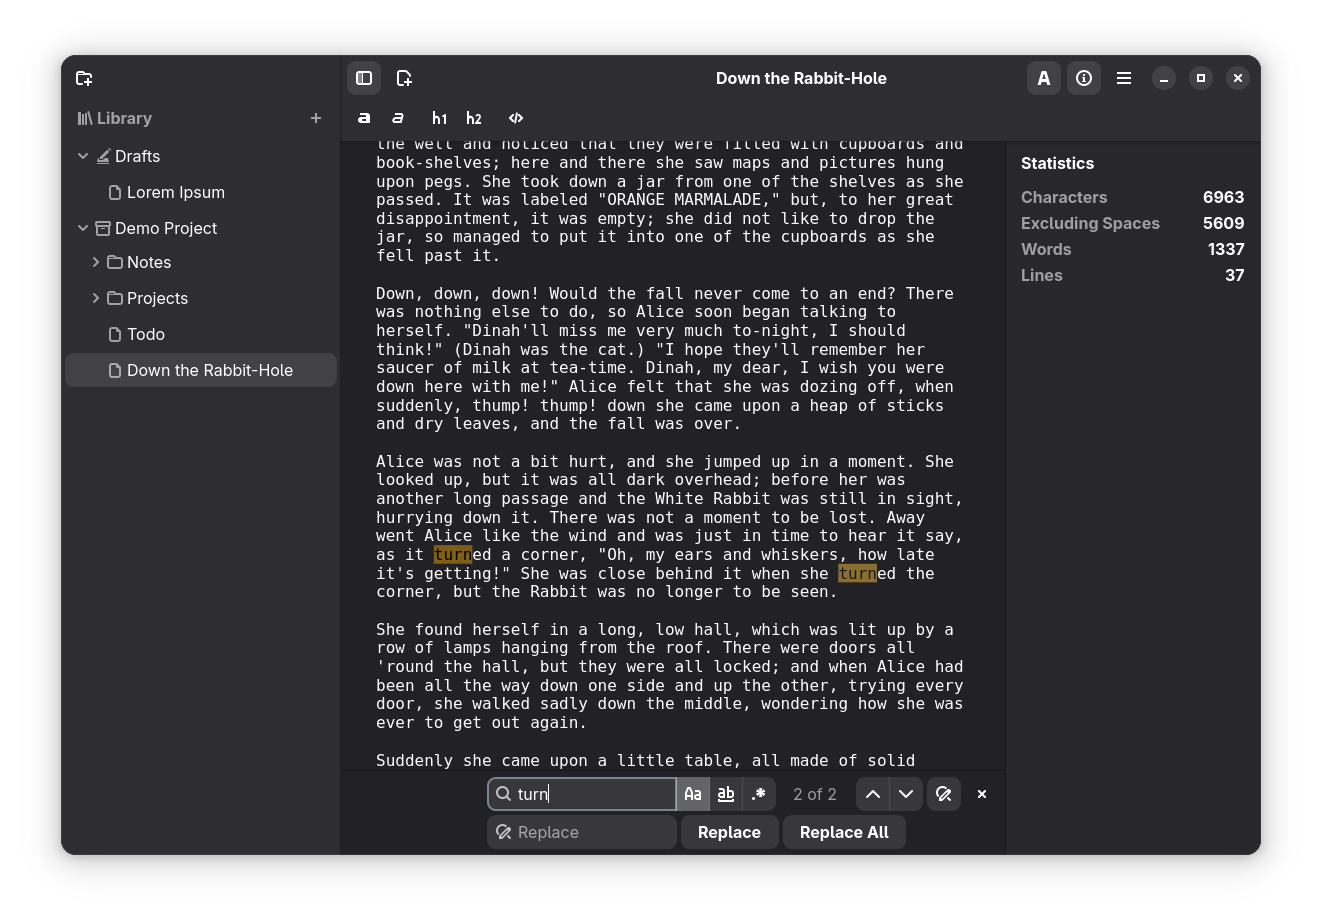 Down the Rabbit-Hole
A
Library
a a h1 h2 </>
Drafts
Lorem Ipsum
Demo Project
Notes
Projects
Todo
Down the Rabbit-Hole
the well and noticed that they were filled with cupboards and
book-shelves; here and there she saw maps and pictures hung
upon pegs. She took down a jar from one of the shelves as she
passed. It was labeled "ORANGE MARMALADE," but, to her great
disappointment, it was empty; she did not like to drop the
jar, so managed to put it into one of the cupboards as she
fell past it.
Down, down, down! Would the fall never come to an end? There
was nothing else to do, so Alice soon began talking to
herself. "Dinah'll miss me very much to-night, I should
think!" (Dinah was the cat.) "I hope they'll remember her
saucer of milk at tea-time. Dinah, my dear, I wish you were
down here with me!" Alice felt that she was dozing off, when
suddenly, thump! thump! down she came upon a heap of sticks
and dry leaves, and the fall was over.
Alice was not a bit hurt, and she jumped up in a moment. She
looked up, but it was all dark overhead; before her was
another long passage and the White Rabbit was still in sight,
hurrying down it. There was not a moment to be lost. Away
went Alice like the wind and was just in time to hear it say,
as it turned a corner, "Oh, my ears and whiskers, how late
it's getting!" She was close behind it when she turned the
corner, but the Rabbit was no longer to be seen.
She found herself in a long, low hall, which was lit up by a
row of lamps hanging from the roof. There were doors all
'round the hall, but they were all locked; and when Alice had
been all the way down one side and up the other, trying every
door, she walked sadly down the middle, wondering how she was
ever to get out again.
Suddenly she came upon a little table, all made of solid
Statistics
Characters 6963
Excluding Spaces 5609
Words 1337
Lines 37
turn Aa ab .* 2 of 2
Replace Replace Replace All